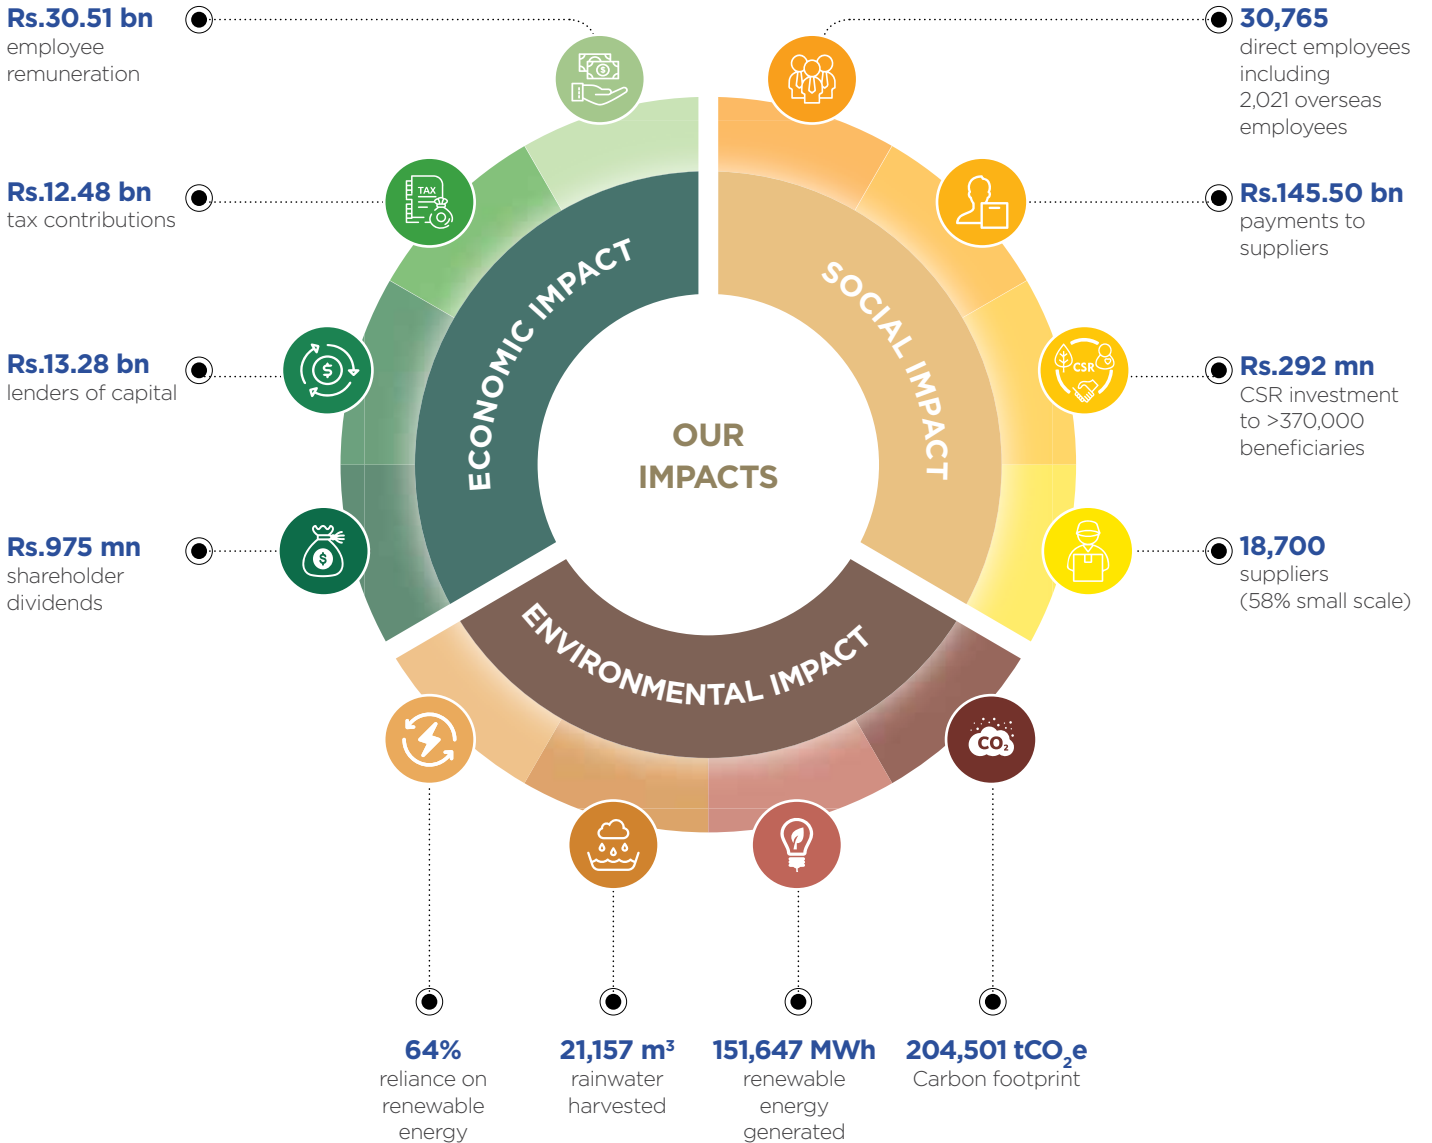 Rs.30.51 bn
employee
remuneration
Rs.12.48 bn
tax contributions
Rs.13.28 bn
lenders of capital
Rs.975 mn
shareholder
dividends
30,765
direct employees
including
2,021 overseas
employees
Rs.145.50 bn
payments to
suppliers
Rs.292 mn
CSR investment
to >370,000
beneficiaries
18,700
suppliers
(58% small scale)
TAX
$
$
$
CSR
ECONOMIC IMPACT
SOCIAL IMPACT
OUR
IMPACTS
ENVIRONMENTAL IMPACT
CO₂
64%
reliance on
renewable
energy
21,157 m³
rainwater
harvested
151,647 MWh
renewable
energy
generated
204,501 tCO₂e
Carbon footprint